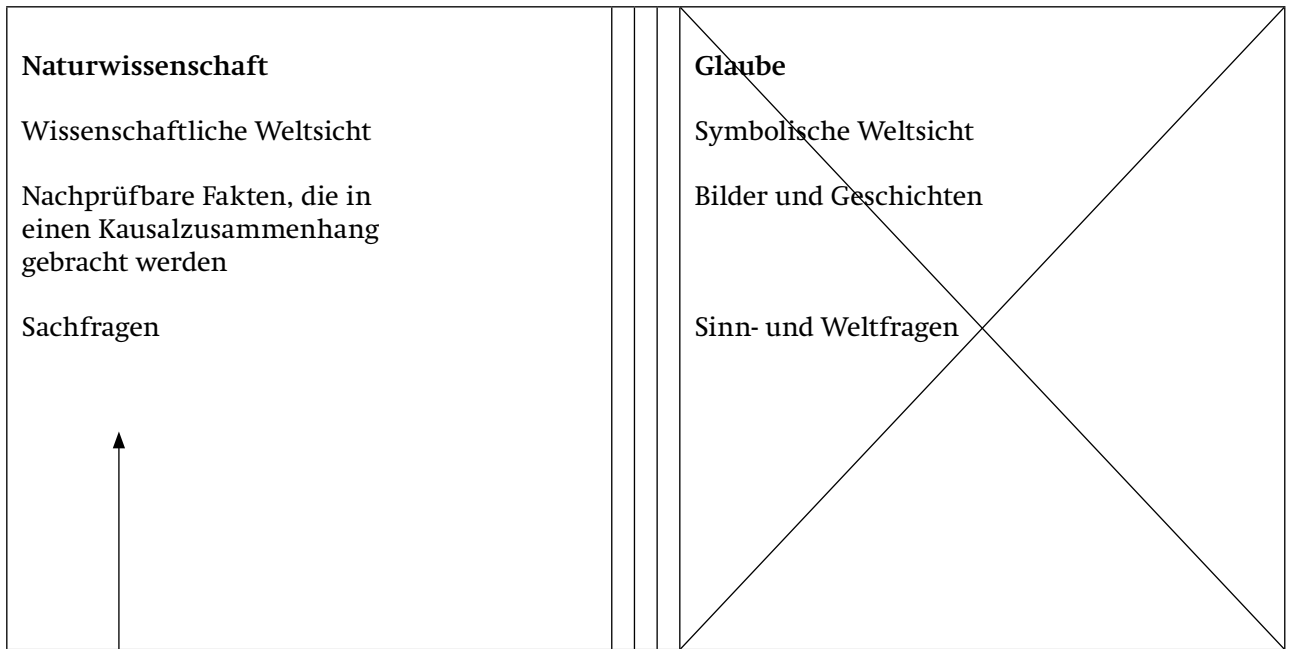 Naturwissenschaft
Wissenschaftliche Weltsicht
Nachprüfbare Fakten, die in
einen Kausalzusammenhang
gebracht werden
Sachfragen
Glaube
Symbolische Weltsicht
Bilder und Geschichten
Sinn- und Weltfragen